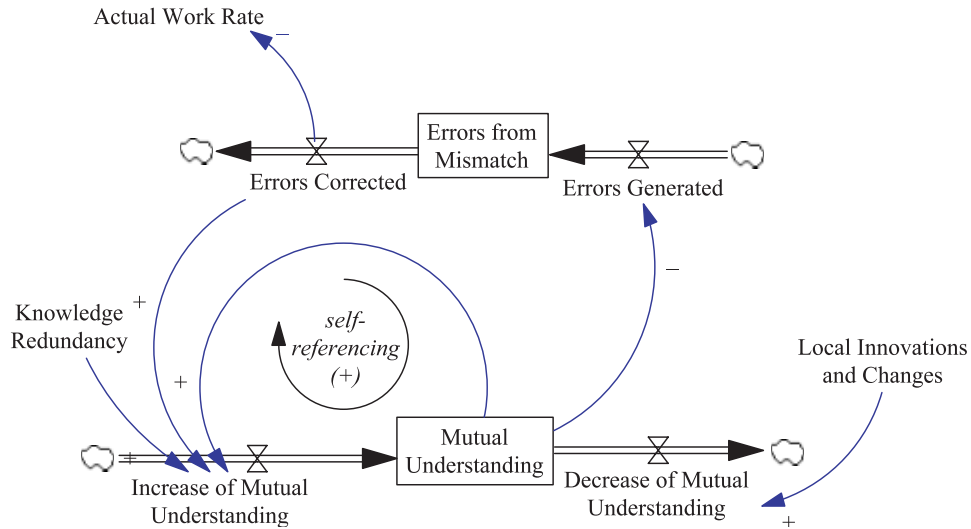 Actual Work Rate
−
Errors from
Mismatch
Errors Corrected
Errors Generated
−
Knowledge
Redundancy
+
+
self-
referencing
(+)
Local Innovations
and Changes
+
Mutual
Understanding
Increase of Mutual
Understanding
Decrease of Mutual
Understanding
+